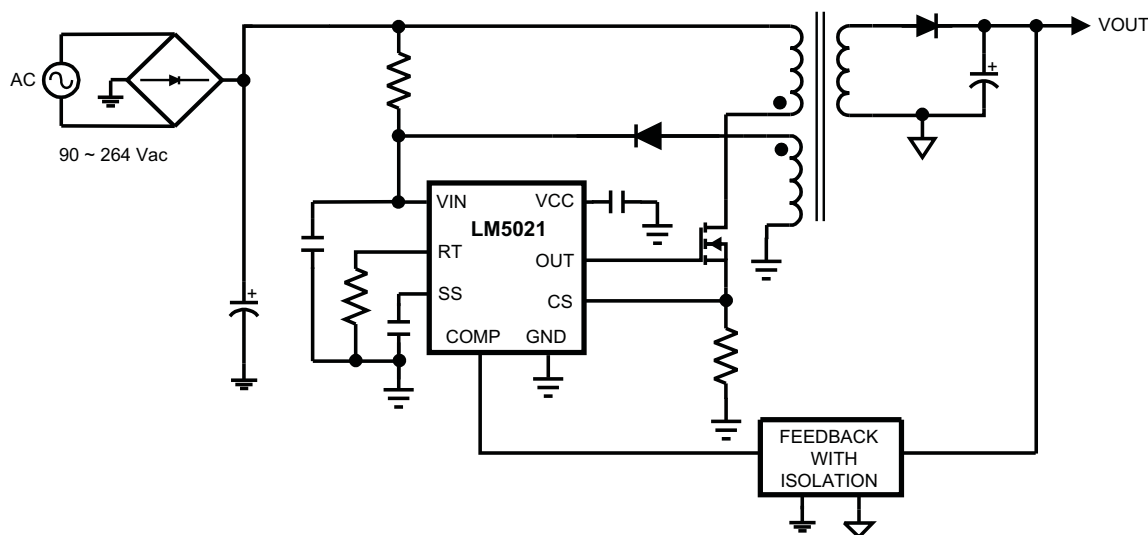 VOUT
AC
90 ~ 264 Vac
VIN
VCC
LM5021
RT
OUT
SS
CS
COMP
GND
+
+
FEEDBACK
WITH
ISOLATION